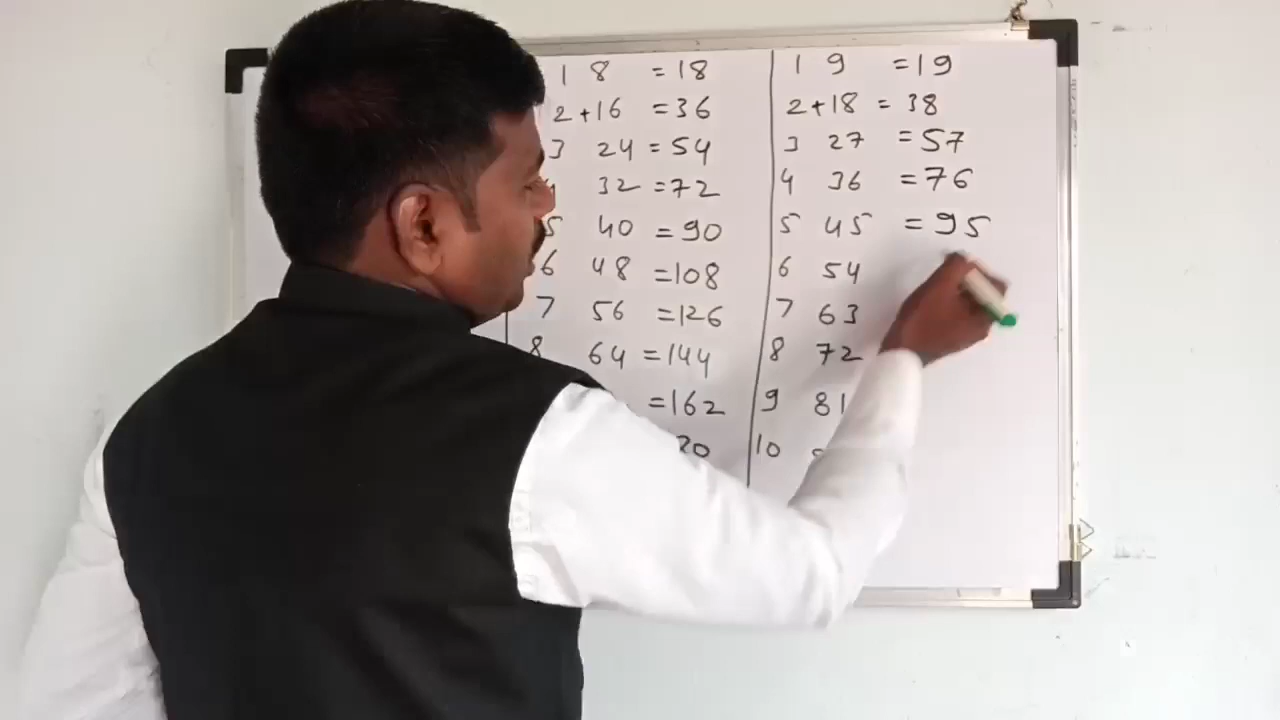 1 8 =18
2+16 =36
3 24=54
32=72
5 40=90
6 48=108
7 56 =126
8 64=144
=162
1 9 =19
2+18=38
3 27 =57
4 36 =76
5 45 =95
6 54
7 63
8 72
9 81
10